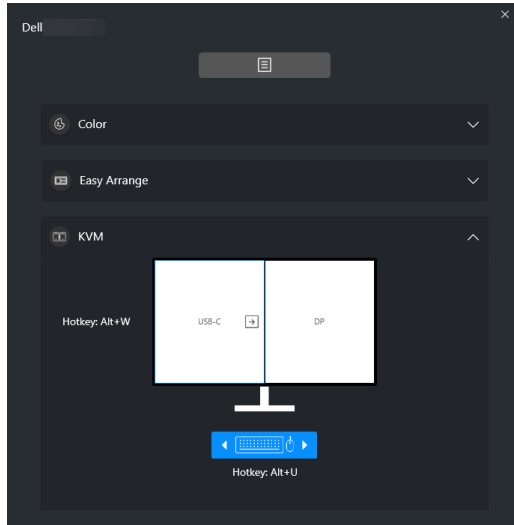 Dell
Color
Easy Arrange
KVM
Hotkey: Alt+W
USB-C
DP
Hotkey: Alt+U